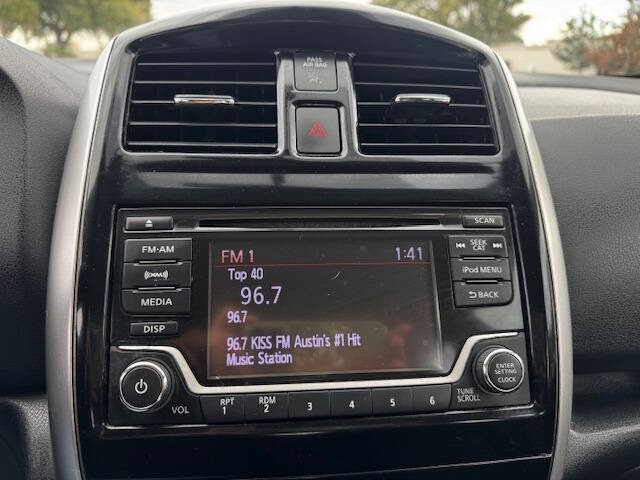 PASS
AIR BAG
SCAN
FM·AM
((XM))
MEDIA
DISP
VOL
FM 1 1:41
Top 40
96.7
96.7
96.7 KISS FM Austin's #1 Hit
Music Station
SEEK
CAT
iPod MENU
BACK
ENTER
SETTING
CLOCK
TUNE
SCROLL
RPT
1
RDM
2
3
4
5
6